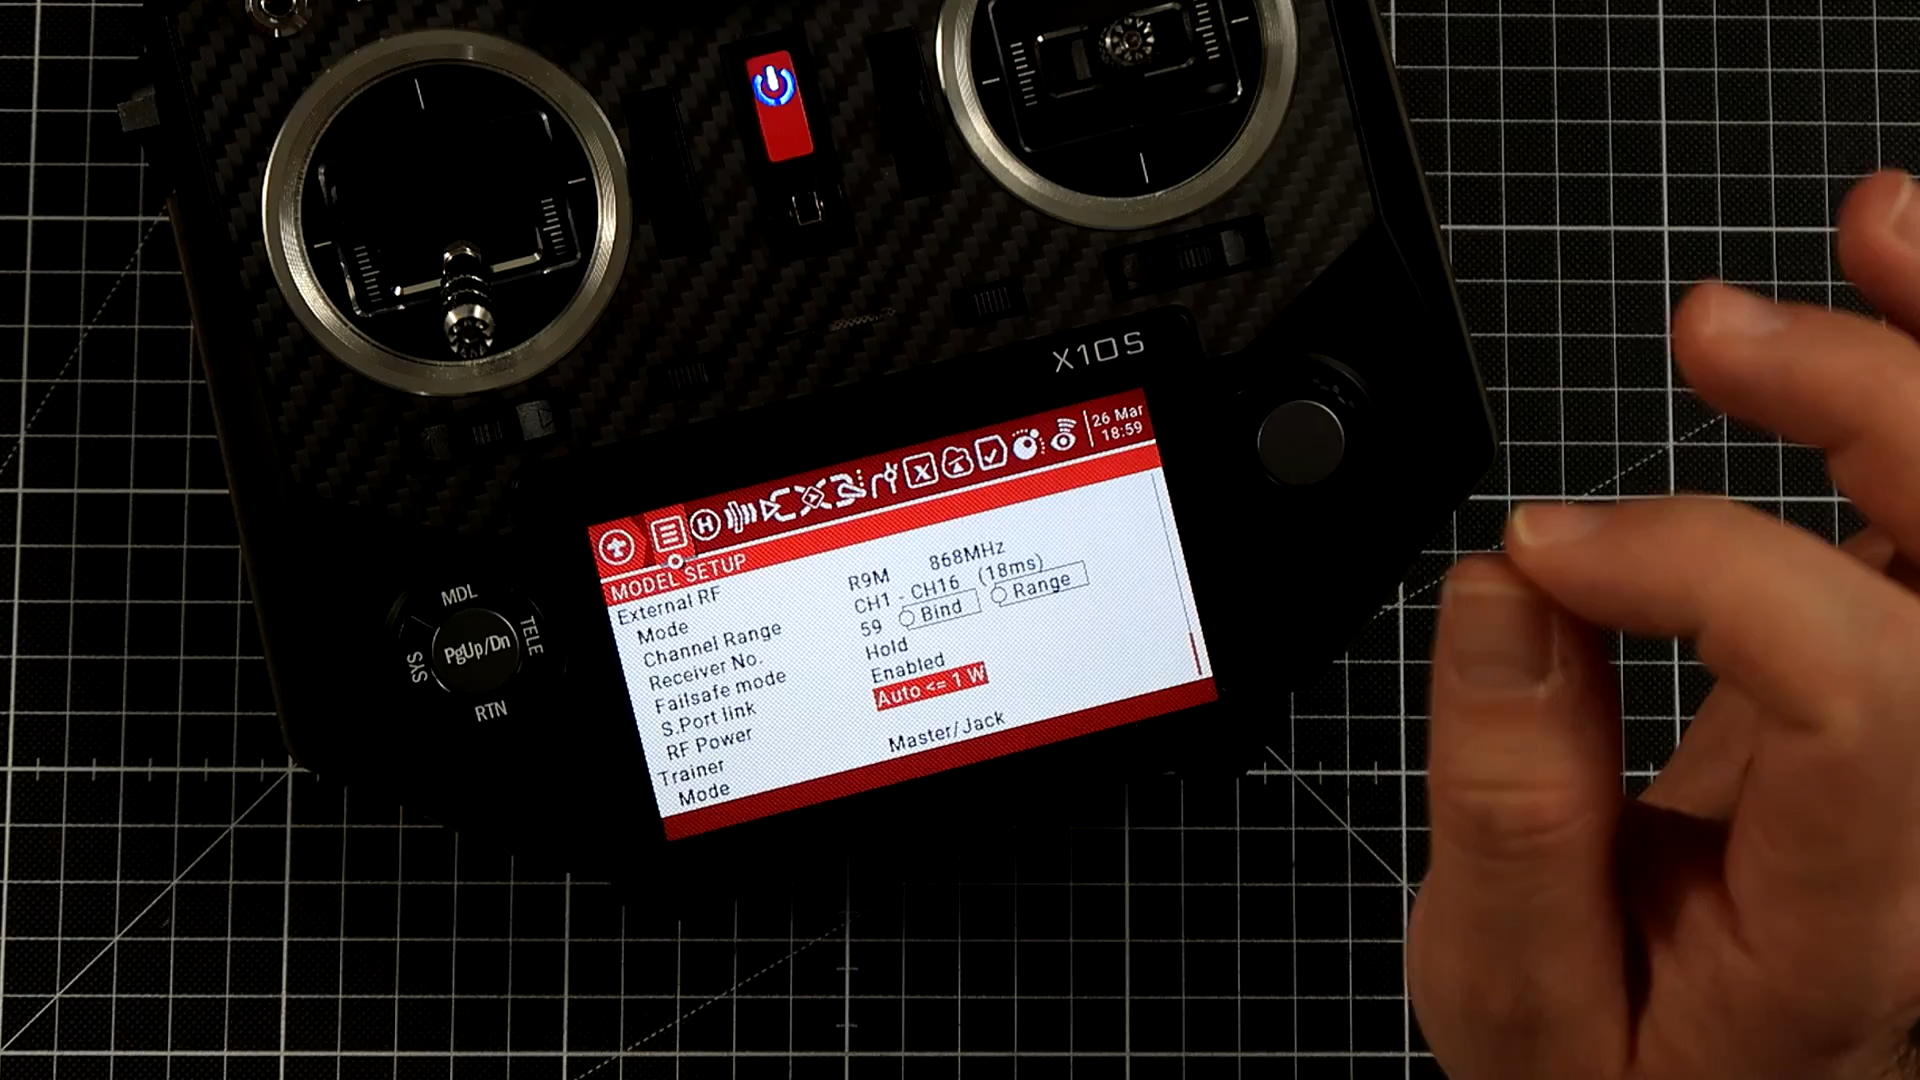 X10S
26 Mar
18:59
MODEL SETUP
External RF
Mode R9M 868MHz
Channel Range CH1 - CH16 (18ms)
Receiver No. 59 Bind Range
Failsafe mode Hold
S.Port link Enabled
RF Power Auto <= 1 W
Trainer
Mode Master/Jack
MDL
SYS
PgUp/Dn
TELE
RTN